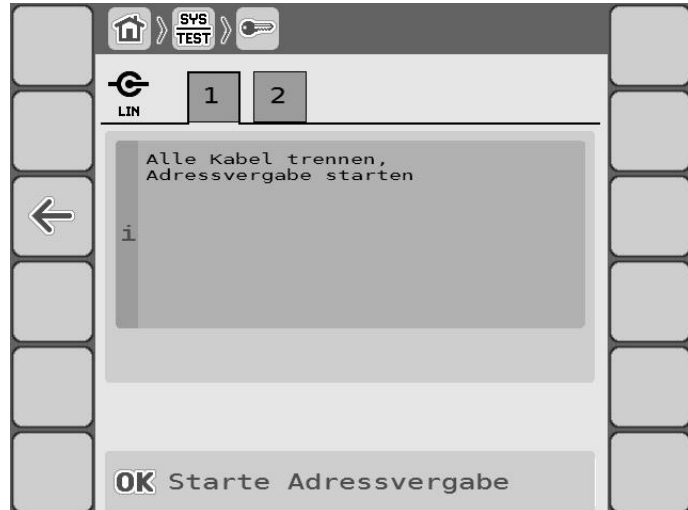 SYS
TEST
LIN
1
2
Alle Kabel trennen,
Adressvergabe starten
i
OK Starte Adressvergabe